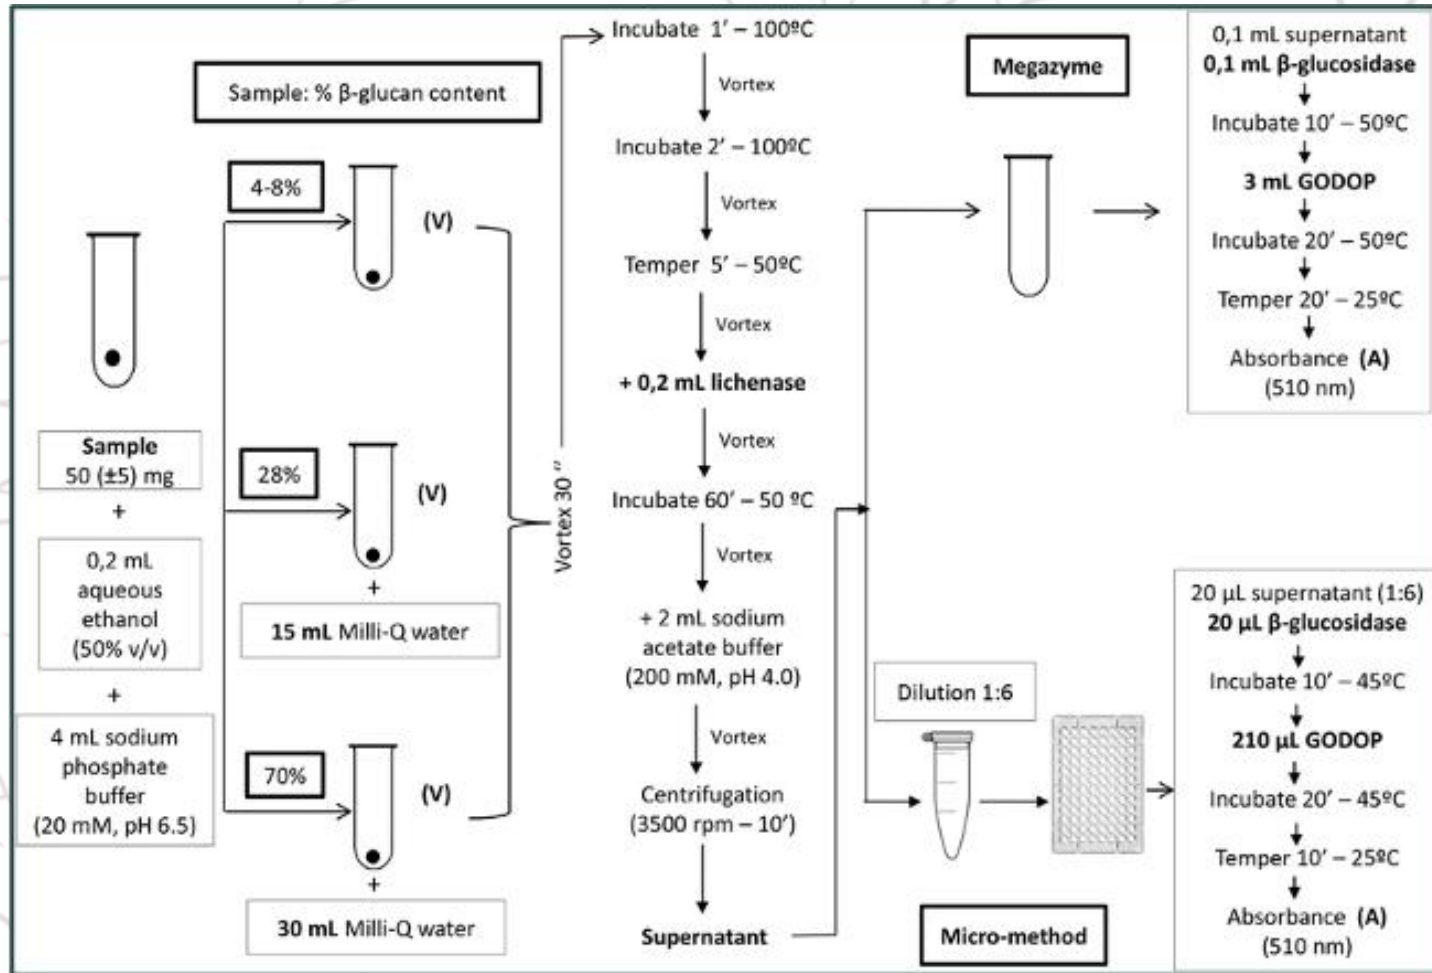 Sample: % β-glucan content
4-8%
(V)
Sample
50 (±5) mg
+
0,2 mL
aqueous
ethanol
(50% v/v)
+
4 mL sodium
phosphate
buffer
(20 mM, pH 6.5)
28%
(V)
+
15 mL Milli-Q water
70%
(V)
+
30 mL Milli-Q water
Vortex 30 ″
Incubate 1′ – 100ºC
Vortex
Incubate 2′ – 100ºC
Vortex
Temper 5′ – 50ºC
Vortex
+ 0,2 mL lichenase
Vortex
Incubate 60′ – 50 ºC
Vortex
+ 2 mL sodium
acetate buffer
(200 mM, pH 4.0)
Vortex
Centrifugation
(3500 rpm – 10′)
Supernatant
Megazyme
0,1 mL supernatant
0,1 mL β-glucosidase
Incubate 10′ – 50ºC
3 mL GODOP
Incubate 20′ – 50ºC
Temper 20′ – 25ºC
Absorbance (A)
(510 nm)
Dilution 1:6
Micro-method
20 µL supernatant (1:6)
20 µL β-glucosidase
Incubate 10′ – 45ºC
210 µL GODOP
Incubate 20′ – 45ºC
Temper 10′ – 25ºC
Absorbance (A)
(510 nm)